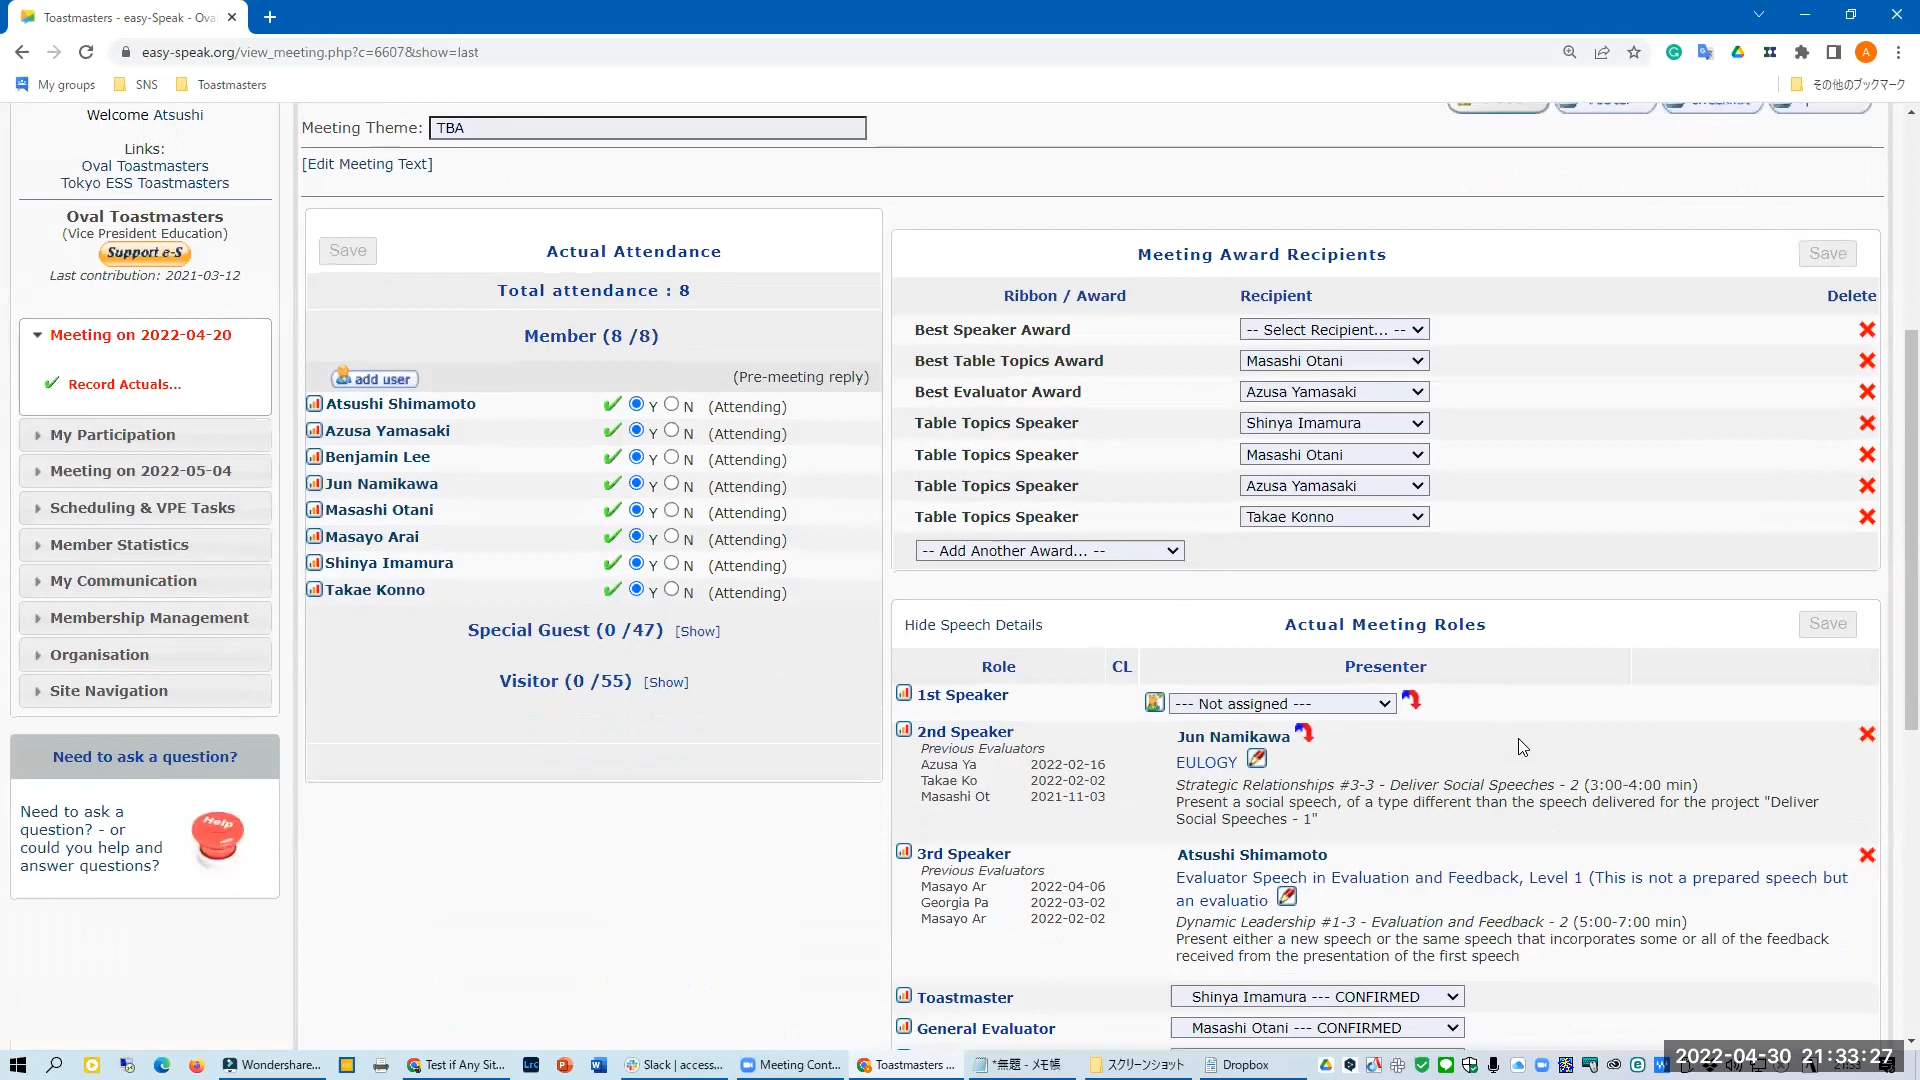 Toastmasters - easy-Speak - Ova
easy-speak.org/view_meeting.php?c=6607&show=last
A
My groups
SNS
Toastmasters
その他のブックマーク
Welcome Atsushi
Links:
Oval Toastmasters
Tokyo ESS Toastmasters
Oval Toastmasters
(Vice President Education)
Support e-S
Last contribution: 2021-03-12
Meeting on 2022-04-20
Record Actuals...
My Participation
Meeting on 2022-05-04
Scheduling & VPE Tasks
Member Statistics
My Communication
Membership Management
Organisation
Site Navigation
Need to ask a question?
Need to ask a
question? - or
could you help and
answer questions?
Help
Meeting Theme: TBA
[Edit Meeting Text]
Save
Actual Attendance
Total attendance : 8
Member (8 /8)
add user
(Pre-meeting reply)
Atsushi Shimamoto Y N (Attending)
Azusa Yamasaki Y N (Attending)
Benjamin Lee Y N (Attending)
Jun Namikawa Y N (Attending)
Masashi Otani Y N (Attending)
Masayo Arai Y N (Attending)
Shinya Imamura Y N (Attending)
Takae Konno Y N (Attending)
Special Guest (0 /47) [Show]
Visitor (0 /55) [Show]
Meeting Award Recipients
Save
Ribbon / Award Recipient Delete
Best Speaker Award -- Select Recipient... --
Best Table Topics Award Masashi Otani
Best Evaluator Award Azusa Yamasaki
Table Topics Speaker Shinya Imamura
Table Topics Speaker Masashi Otani
Table Topics Speaker Azusa Yamasaki
Table Topics Speaker Takae Konno
-- Add Another Award... --
Hide Speech Details
Actual Meeting Roles
Save
Role CL Presenter
1st Speaker --- Not assigned ---
2nd Speaker
Previous Evaluators
Azusa Ya 2022-02-16
Takae Ko 2022-02-02
Masashi Ot 2021-11-03
Jun Namikawa
EULOGY
Strategic Relationships #3-3 - Deliver Social Speeches - 2 (3:00-4:00 min)
Present a social speech, of a type different than the speech delivered for the project "Deliver
Social Speeches - 1"
3rd Speaker
Previous Evaluators
Masayo Ar 2022-04-06
Georgia Pa 2022-03-02
Masayo Ar 2022-02-02
Atsushi Shimamoto
Evaluator Speech in Evaluation and Feedback, Level 1 (This is not a prepared speech but
an evaluatio
Dynamic Leadership #1-3 - Evaluation and Feedback - 2 (5:00-7:00 min)
Present either a new speech or the same speech that incorporates some or all of the feedback
received from the presentation of the first speech
Toastmaster Shinya Imamura --- CONFIRMED
General Evaluator Masashi Otani --- CONFIRMED
Wondershare...
Test if Any Sit...
Lrc
Slack | access...
Meeting Cont...
Toastmasters ...
*無題 - メモ帳
スクリーンショット
Dropbox
2022-04-30 21:33:27